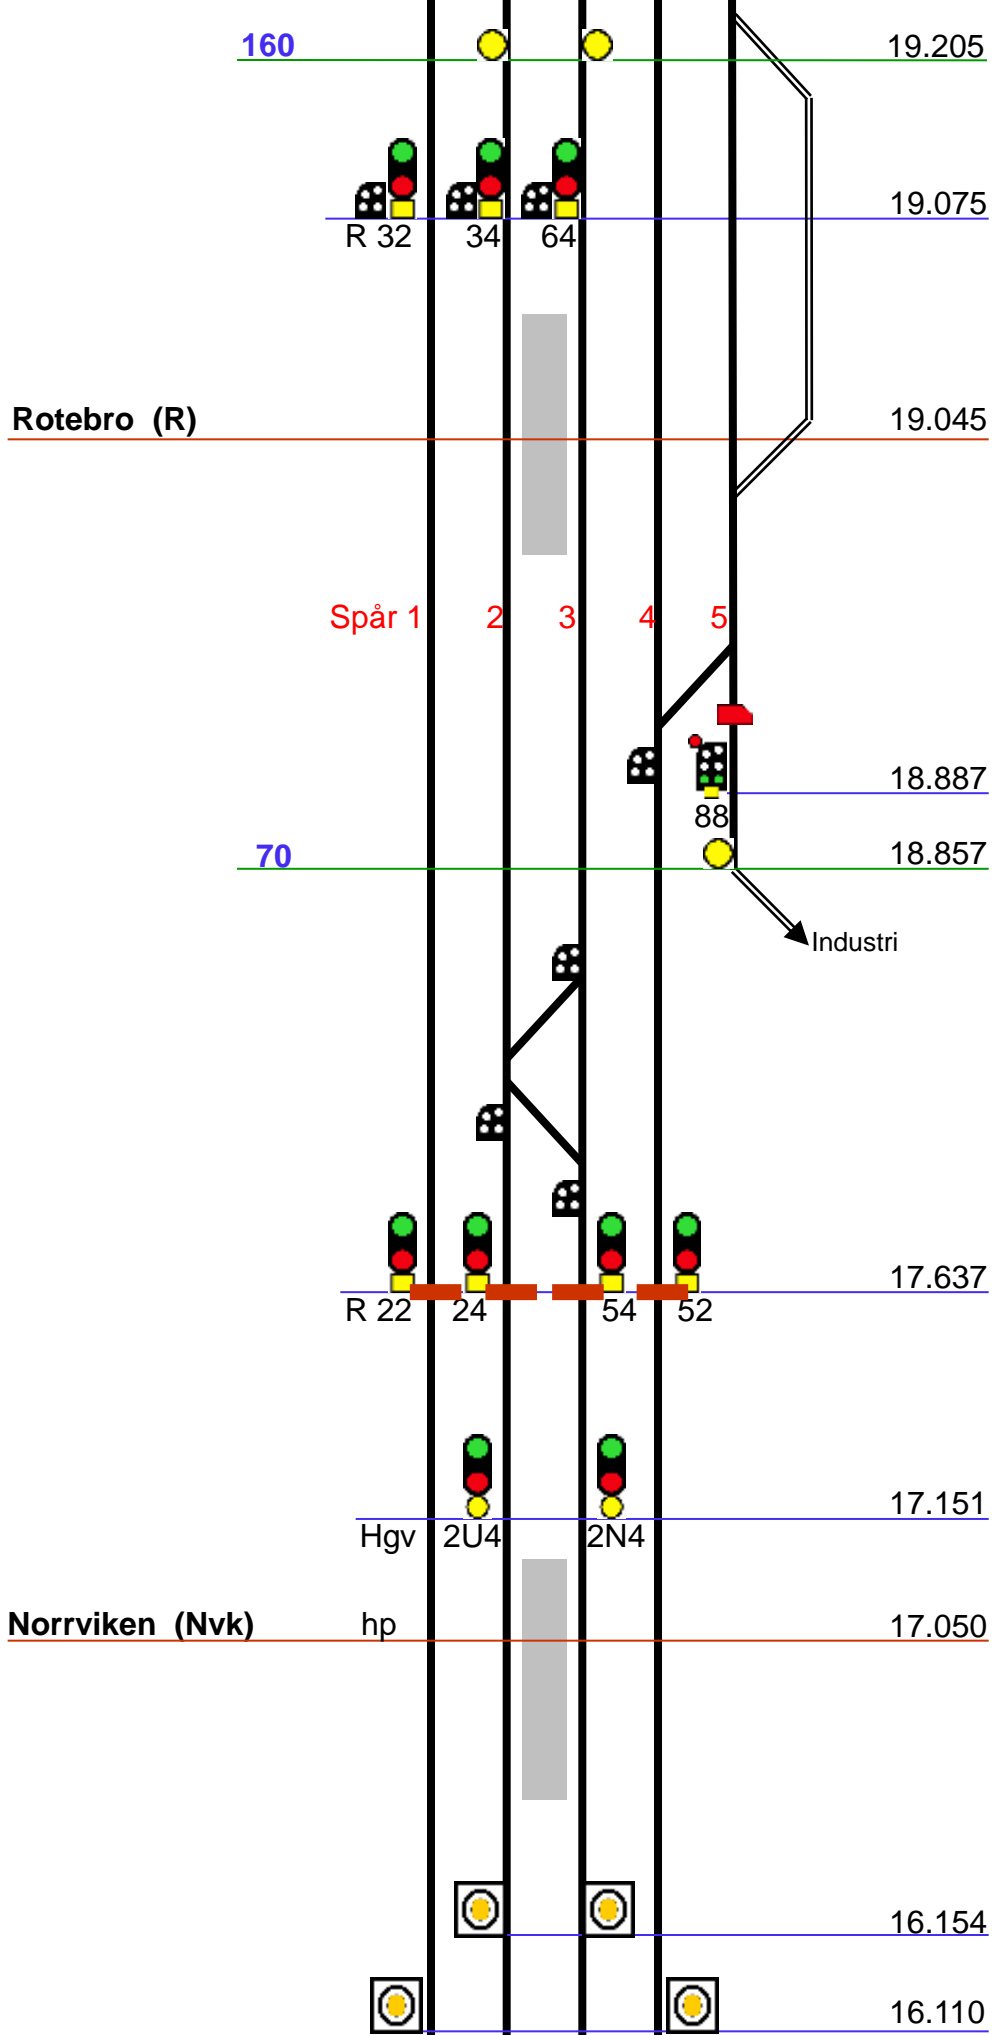 160 19.205
19.075
R 32 34 64
Rotebro (R) 19.045
Spår 1 2 3 4 5
18.887
88
70 18.857
Industri
17.637
R 22 24 54 52
17.151
Hgv 2U4 2N4
Norrviken (Nvk) hp 17.050
16.154
16.110